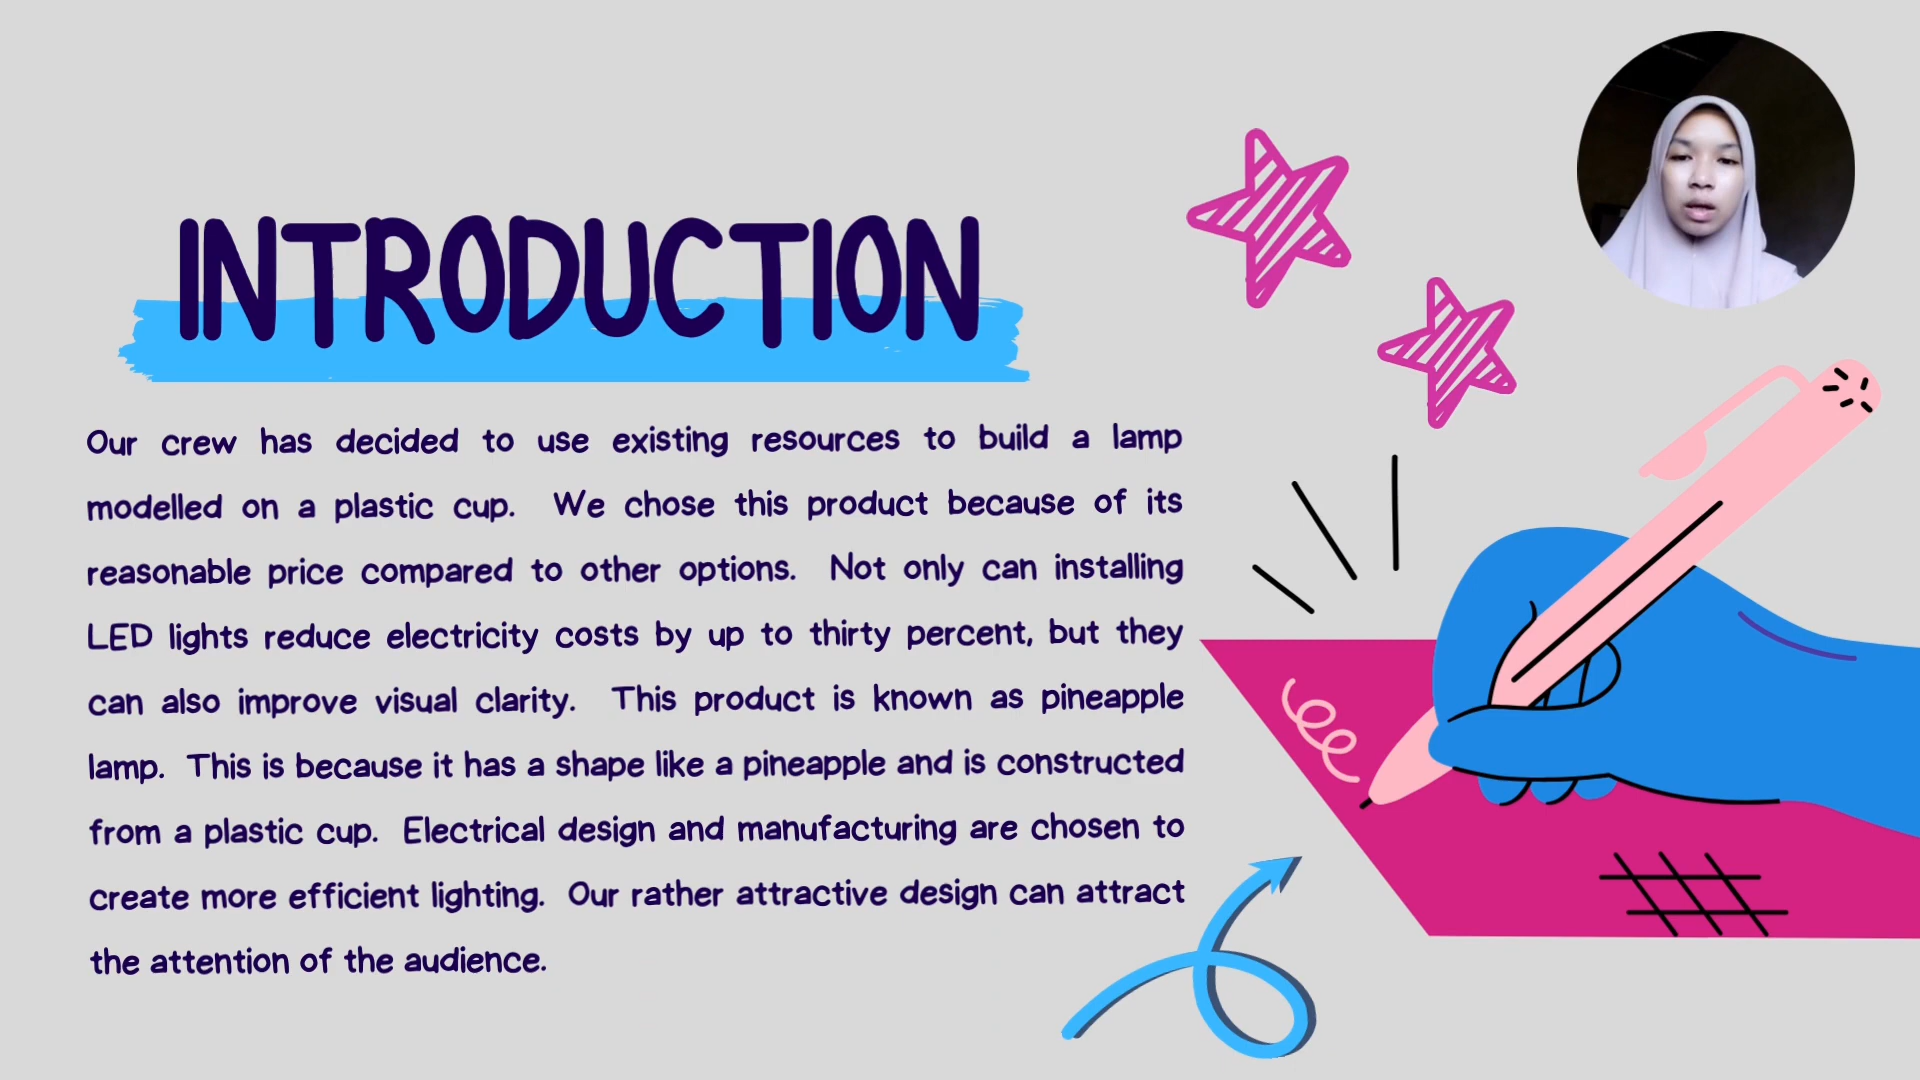 INTRODUCTION
Our crew has decided to use existing resources to build a lamp
modelled on a plastic cup. We chose this product because of its
reasonable price compared to other options. Not only can installing
LED lights reduce electricity costs by up to thirty percent, but they
can also improve visual clarity. This product is known as pineapple
lamp. This is because it has a shape like a pineapple and is constructed
from a plastic cup. Electrical design and manufacturing are chosen to
create more efficient lighting. Our rather attractive design can attract
the attention of the audience.